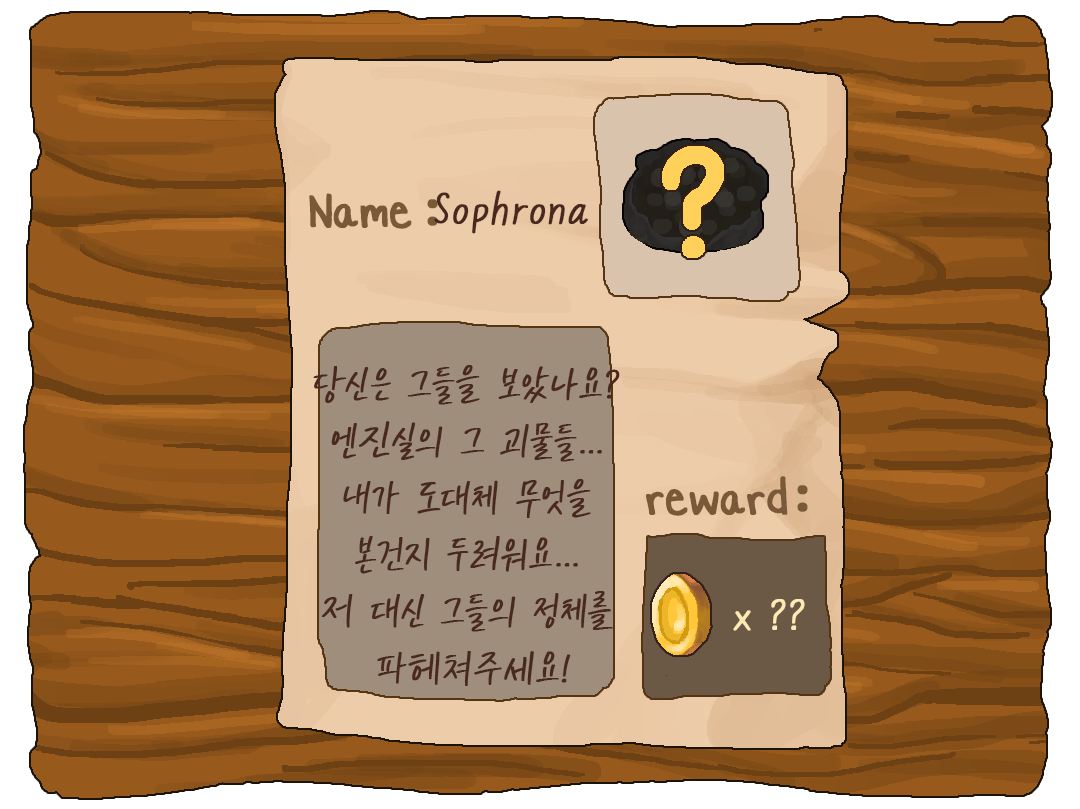 Name : Sophrona
?
당신은 그들을 보았나요?
엔진실의 그 괴물들...
내가 도대체 무엇을
본건지 두려워요...
저 대신 그들의 정체를
파헤쳐주세요!
reward:
x ??